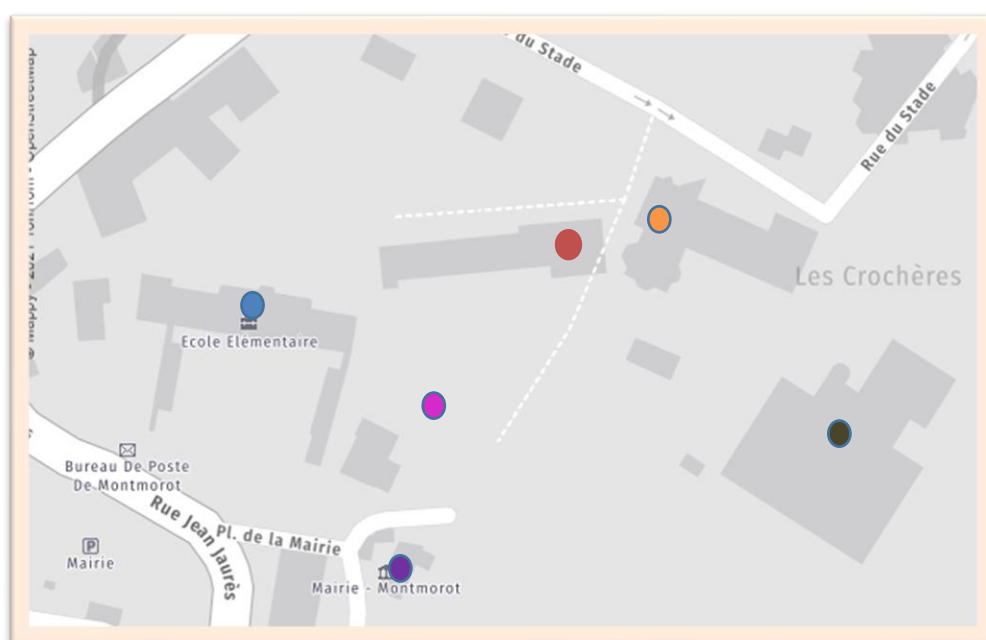 du Stade
Rue du Stade
Les Crochères
Ecole Elémentaire
Bureau De Poste
De Montmorot
Rue Jean Jaurès
Pl. de la Mairie
P
Mairie
Mairie - Montmorot